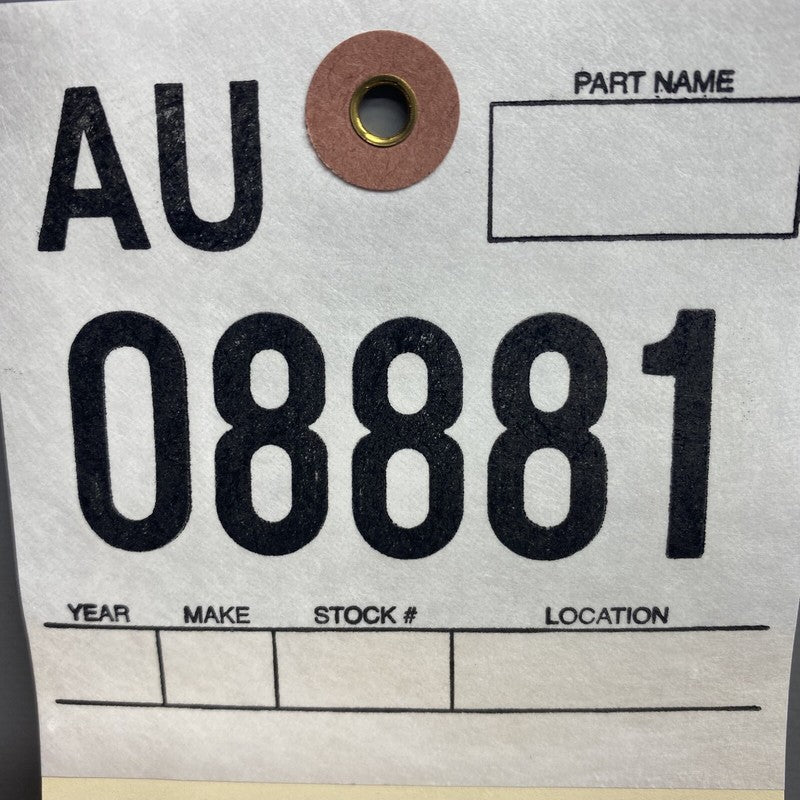 AU
PART NAME
08881
YEAR MAKE STOCK # LOCATION